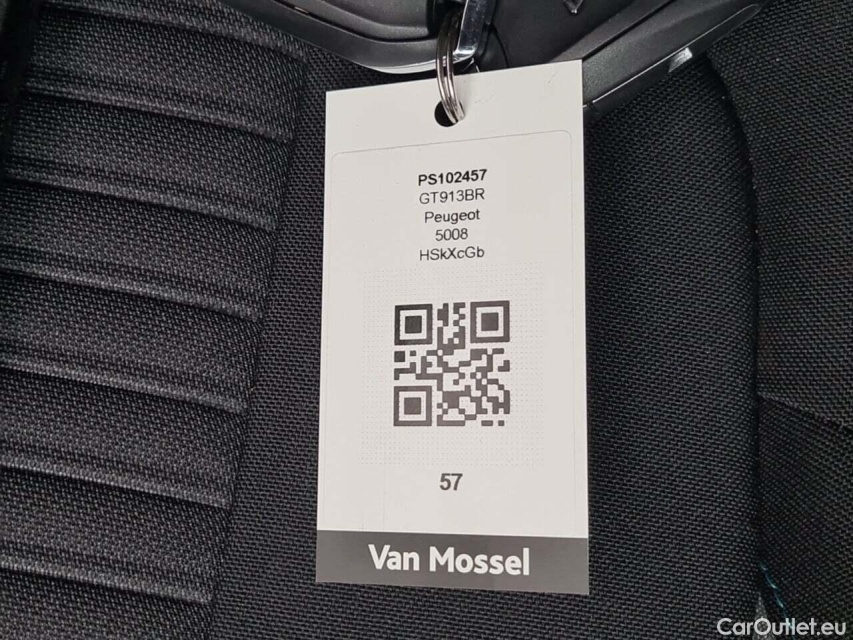 PS102457
GT913BR
Peugeot
5008
HSkXcGb
57
Van Mossel
CarOutlet.eu